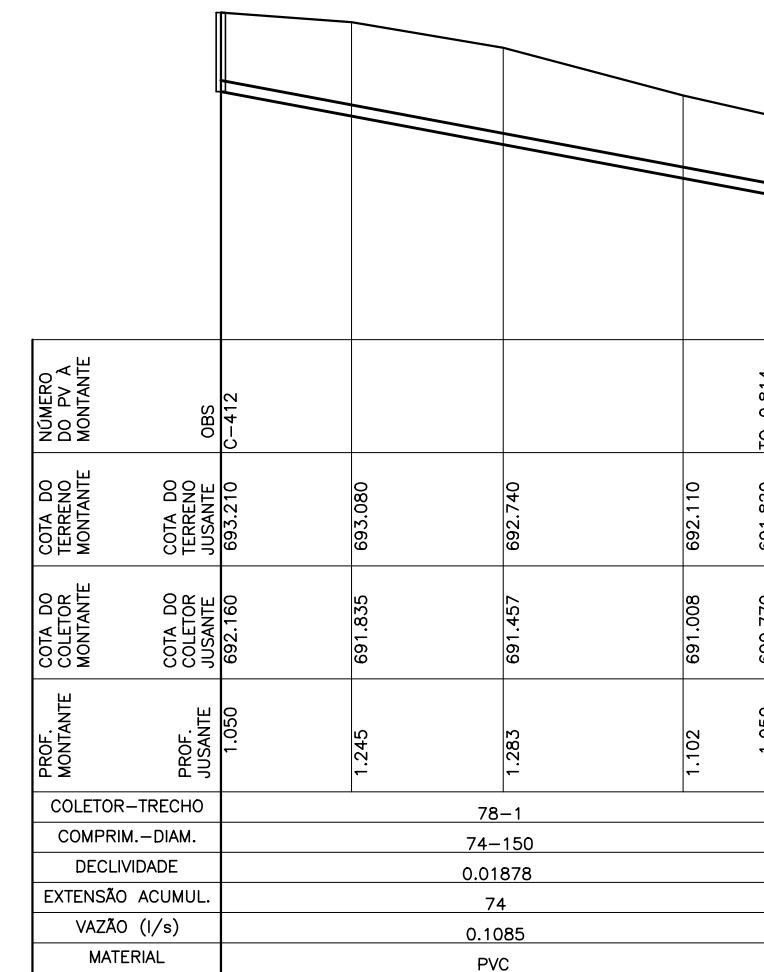 NÚMERO
DO PV À
MONTANTE
OBS
C-412
COTA DO
TERRENO
MONTANTE
COTA DO
TERRENO
JUSANTE
693.210
693.080
692.740
692.110
COTA DO
COLETOR
MONTANTE
COTA DO
COLETOR
JUSANTE
692.160
691.835
691.457
691.008
PROF.
MONTANTE
PROF.
JUSANTE
1.050
1.245
1.283
1.102
1.050
COLETOR-TRECHO
78-1
COMPRIM.-DIAM.
74-150
DECLIVIDADE
0.01878
EXTENSÃO ACUMUL.
74
VAZÃO (l/s)
0.1085
MATERIAL
PVC